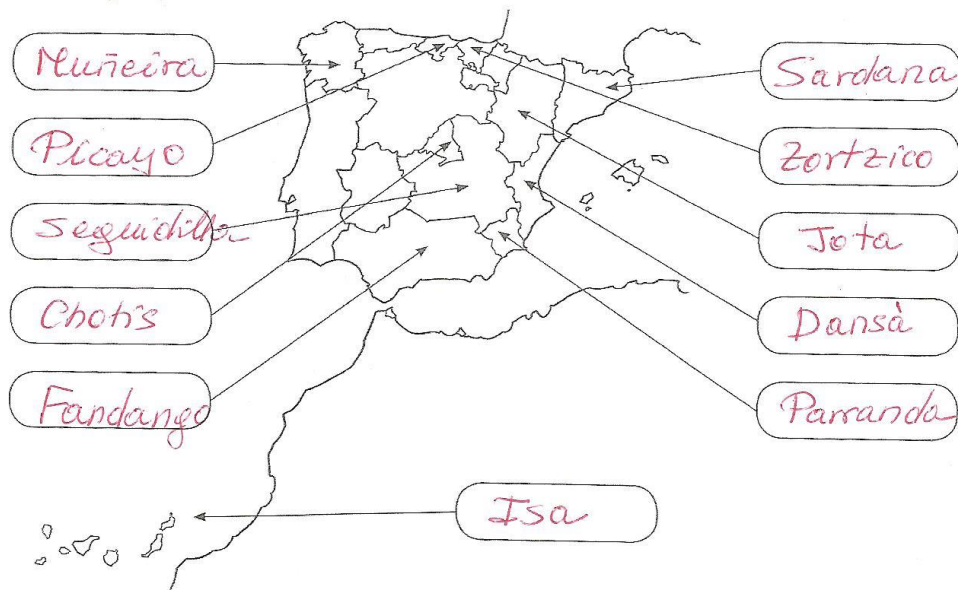 Muñeira
Picayo
Seguidilla
Chotis
Fandango
Sardana
Zortzico
Jota
Dansà
Parranda
Isa